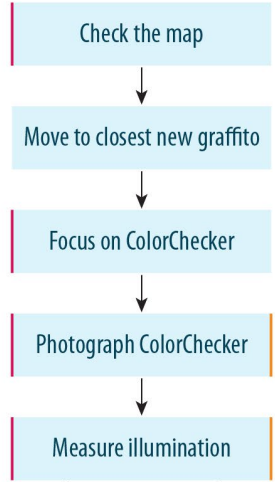 Check the map
Move to closest new graffito
Focus on ColorChecker
Photograph ColorChecker
Measure illumination